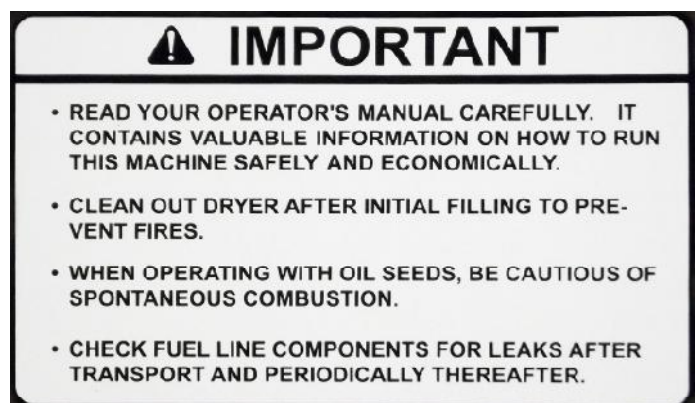 IMPORTANT
• READ YOUR OPERATOR'S MANUAL CAREFULLY. IT
CONTAINS VALUABLE INFORMATION ON HOW TO RUN
THIS MACHINE SAFELY AND ECONOMICALLY.
• CLEAN OUT DRYER AFTER INITIAL FILLING TO PRE-
VENT FIRES.
• WHEN OPERATING WITH OIL SEEDS, BE CAUTIOUS OF
SPONTANEOUS COMBUSTION.
• CHECK FUEL LINE COMPONENTS FOR LEAKS AFTER
TRANSPORT AND PERIODICALLY THEREAFTER.